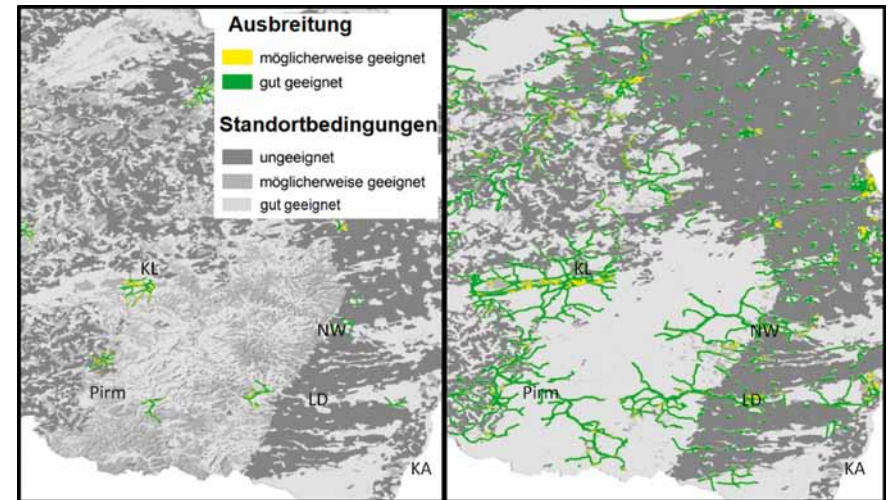 Ausbreitung
möglicherweise geeignet
gut geeignet
Standortbedingungen
ungeeignet
möglicherweise geeignet
gut geeignet
KL
NW
Pirm
LD
KA
KL
NW
Pirm
LD
KA